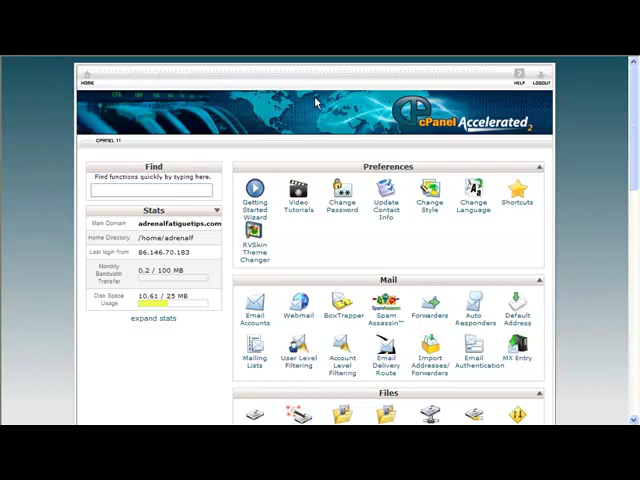 HOME
HELP
LOGOUT
cPanel Accelerated2
CPANEL 11
Find
Find functions quickly by typing here.
Stats
Main Domain adrenalfatiguetips.com
Home Directory /home/adrenalf
Last login from 86.146.70.183
Monthly
Bandwidth
Transfer
0.2 / 100 MB
Disk Space
Usage
10.61 / 25 MB
expand stats
Preferences
Getting
Started
Wizard
Video
Tutorials
Change
Password
Update
Contact
Info
Change
Style
Change
Language
Shortcuts
RVSkin
Theme
Changer
Mail
Email
Accounts
Webmail
BoxTrapper
Spam
Assassin™
Forwarders
Auto
Responders
Default
Address
Mailing
Lists
User Level
Filtering
Account
Level
Filtering
Email
Delivery
Route
Import
Addresses/
Forwarders
Email
Authentication
MX Entry
Files